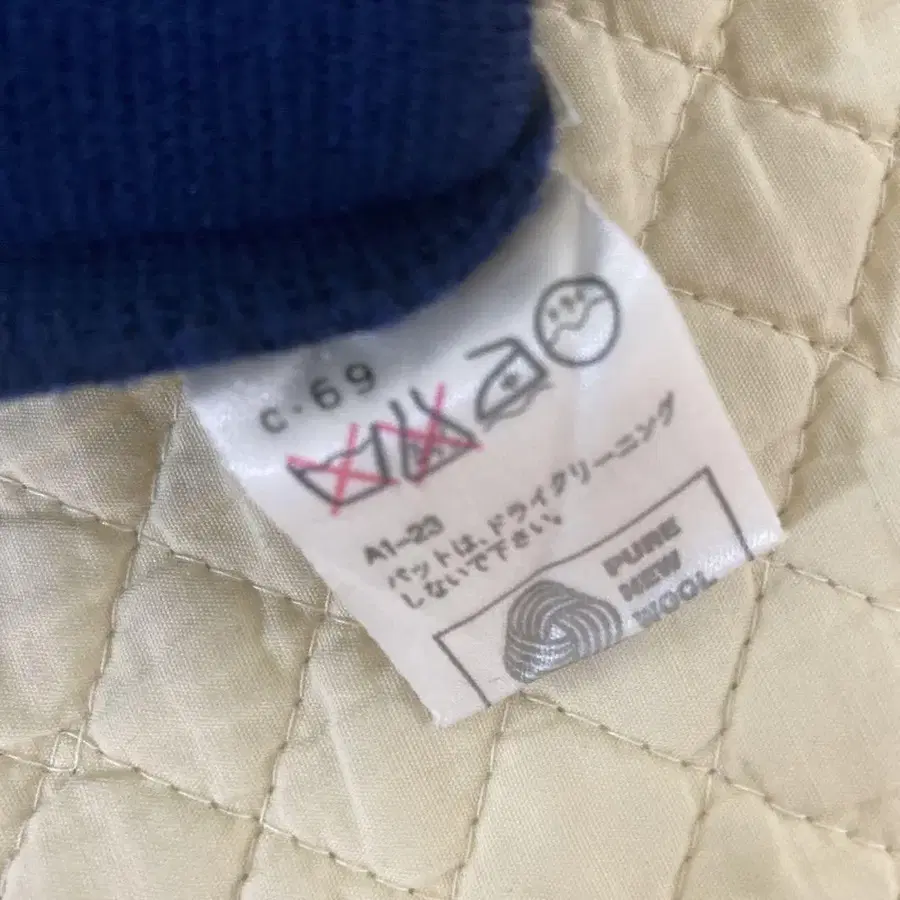 C-69
A1-23
パットは、ドライクリーニング
しないで下さい。
PURE
NEW
WOOL